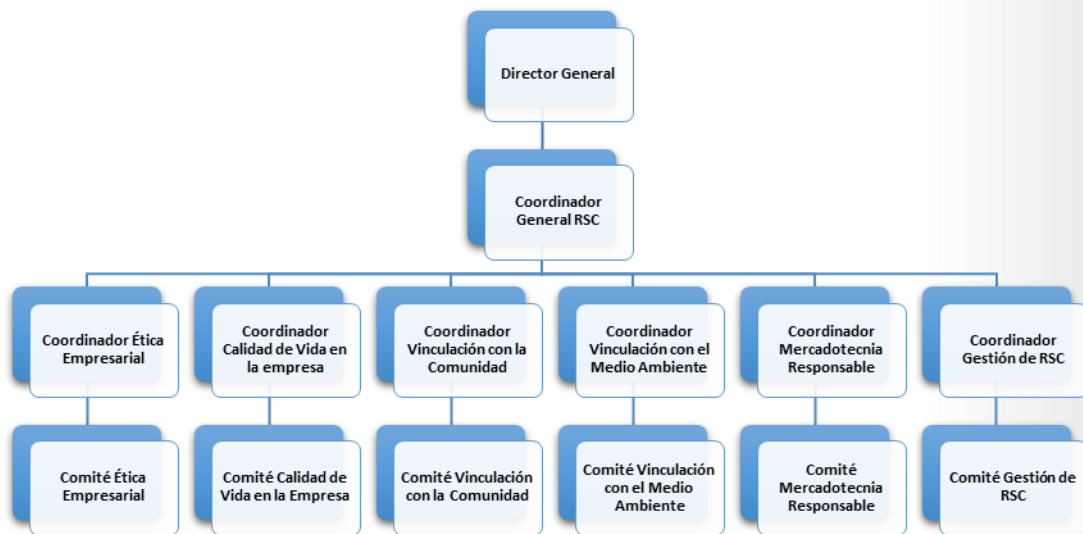 Director General
Coordinador
General RSC
Coordinador Ética
Empresarial
Coordinador
Calidad de Vida en
la empresa
Coordinador
Vinculación con la
Comunidad
Coordinador
Vinculación con el
Medio Ambiente
Coordinador
Mercadotecnia
Responsable
Coordinador
Gestión de RSC
Comité Ética
Empresarial
Comité Calidad de
Vida en la Empresa
Comité Vinculación
con la Comunidad
Comité Vinculación
con el Medio
Ambiente
Comité
Mercadotecnia
Responsable
Comité Gestión de
RSC